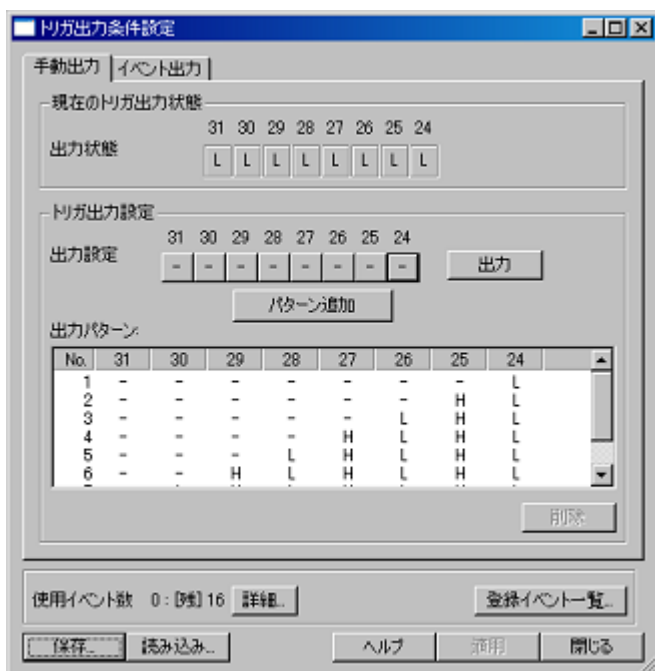 トリガ出力条件設定
手動出力 イベント出力
現在のトリガ出力状態
31 30 29 28 27 26 25 24
出力状態 L L L L L L L L
トリガ出力設定
31 30 29 28 27 26 25 24
出力設定 - - - - - - - - 出力
パターン追加
出力パターン:
No. 31 30 29 28 27 26 25 24
1 - - - - - - - L
2 - - - - - - H L
3 - - - - - L H L
4 - - - - H L H L
5 - - - L H L H L
6 - - H L H L H L
削除
使用イベント数 0 : [残] 16 詳細... 登録イベント一覧...
保存... 読み込み... ヘルプ 適用 閉じる